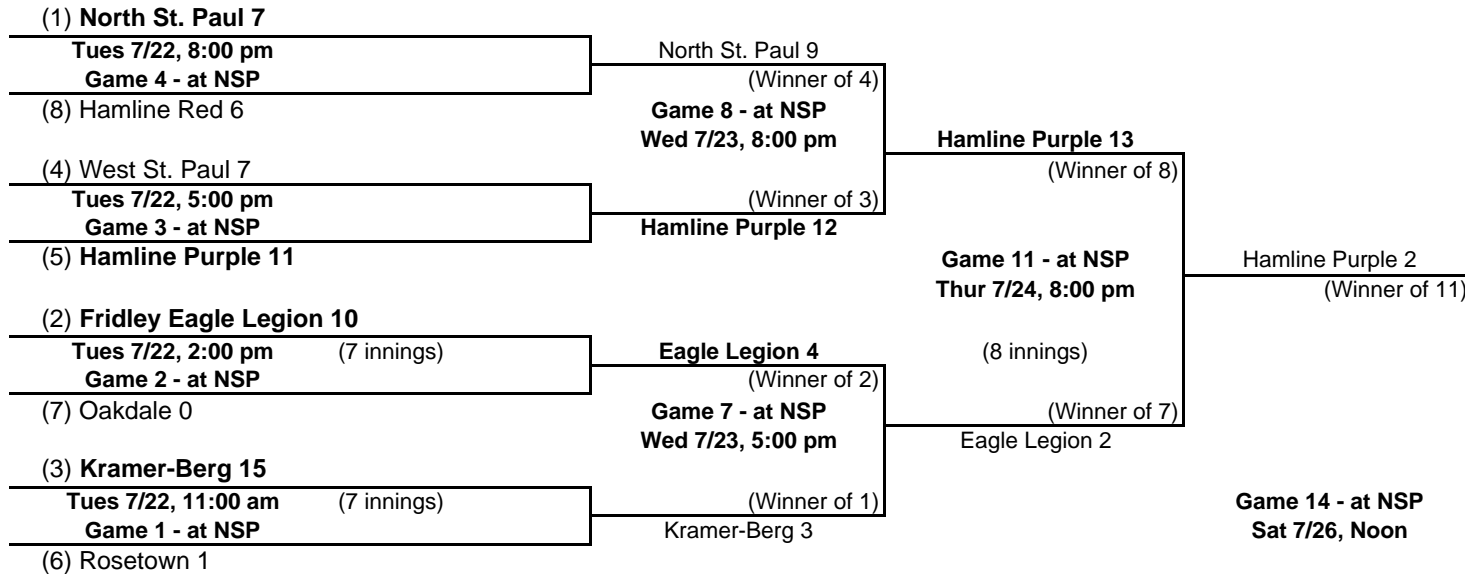 (1) North St. Paul 7
Tues 7/22, 8:00 pm
North St. Paul 9
Game 4 - at NSP
(Winner of 4)
(8) Hamline Red 6
Game 8 - at NSP
Wed 7/23, 8:00 pm
Hamline Purple 13
(4) West St. Paul 7
(Winner of 8)
Tues 7/22, 5:00 pm
(Winner of 3)
Game 3 - at NSP
Hamline Purple 12
(5) Hamline Purple 11
Game 11 - at NSP
Hamline Purple 2
Thur 7/24, 8:00 pm
(Winner of 11)
(2) Fridley Eagle Legion 10
Tues 7/22, 2:00 pm (7 innings)
Eagle Legion 4
(8 innings)
Game 2 - at NSP
(Winner of 2)
(7) Oakdale 0
Game 7 - at NSP
(Winner of 7)
Wed 7/23, 5:00 pm
Eagle Legion 2
(3) Kramer-Berg 15
Tues 7/22, 11:00 am (7 innings)
(Winner of 1)
Game 14 - at NSP
Game 1 - at NSP
Kramer-Berg 3
Sat 7/26, Noon
(6) Rosetown 1